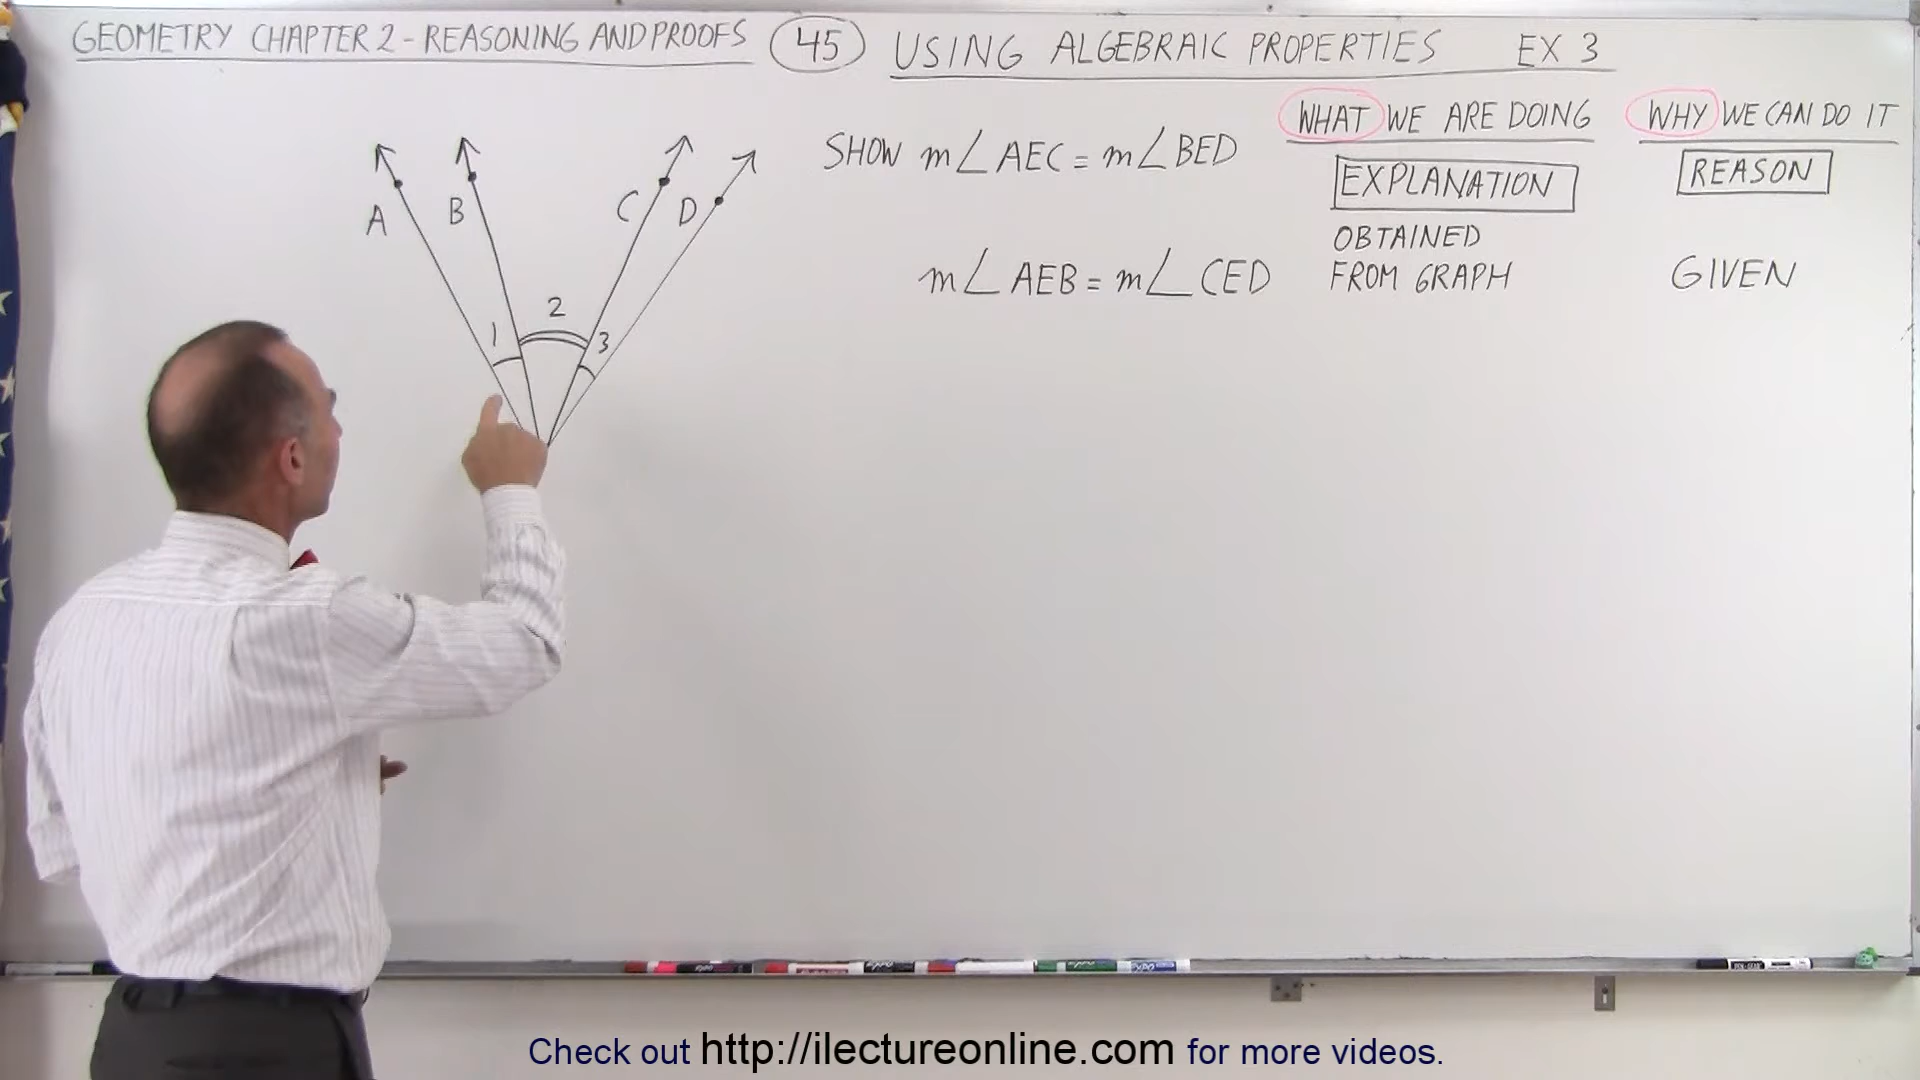 GEOMETRY CHAPTER 2 - REASONING AND PROOFS 45 USING ALGEBRAIC PROPERTIES EX 3
WHAT WE ARE DOING WHY WE CAN DO IT
SHOW m∠AEC = m∠BED
EXPLANATION REASON
A B C D
OBTAINED
m∠AEB = m∠CED FROM GRAPH GIVEN
1 2 3
Check out http://ilectureonline.com for more videos.